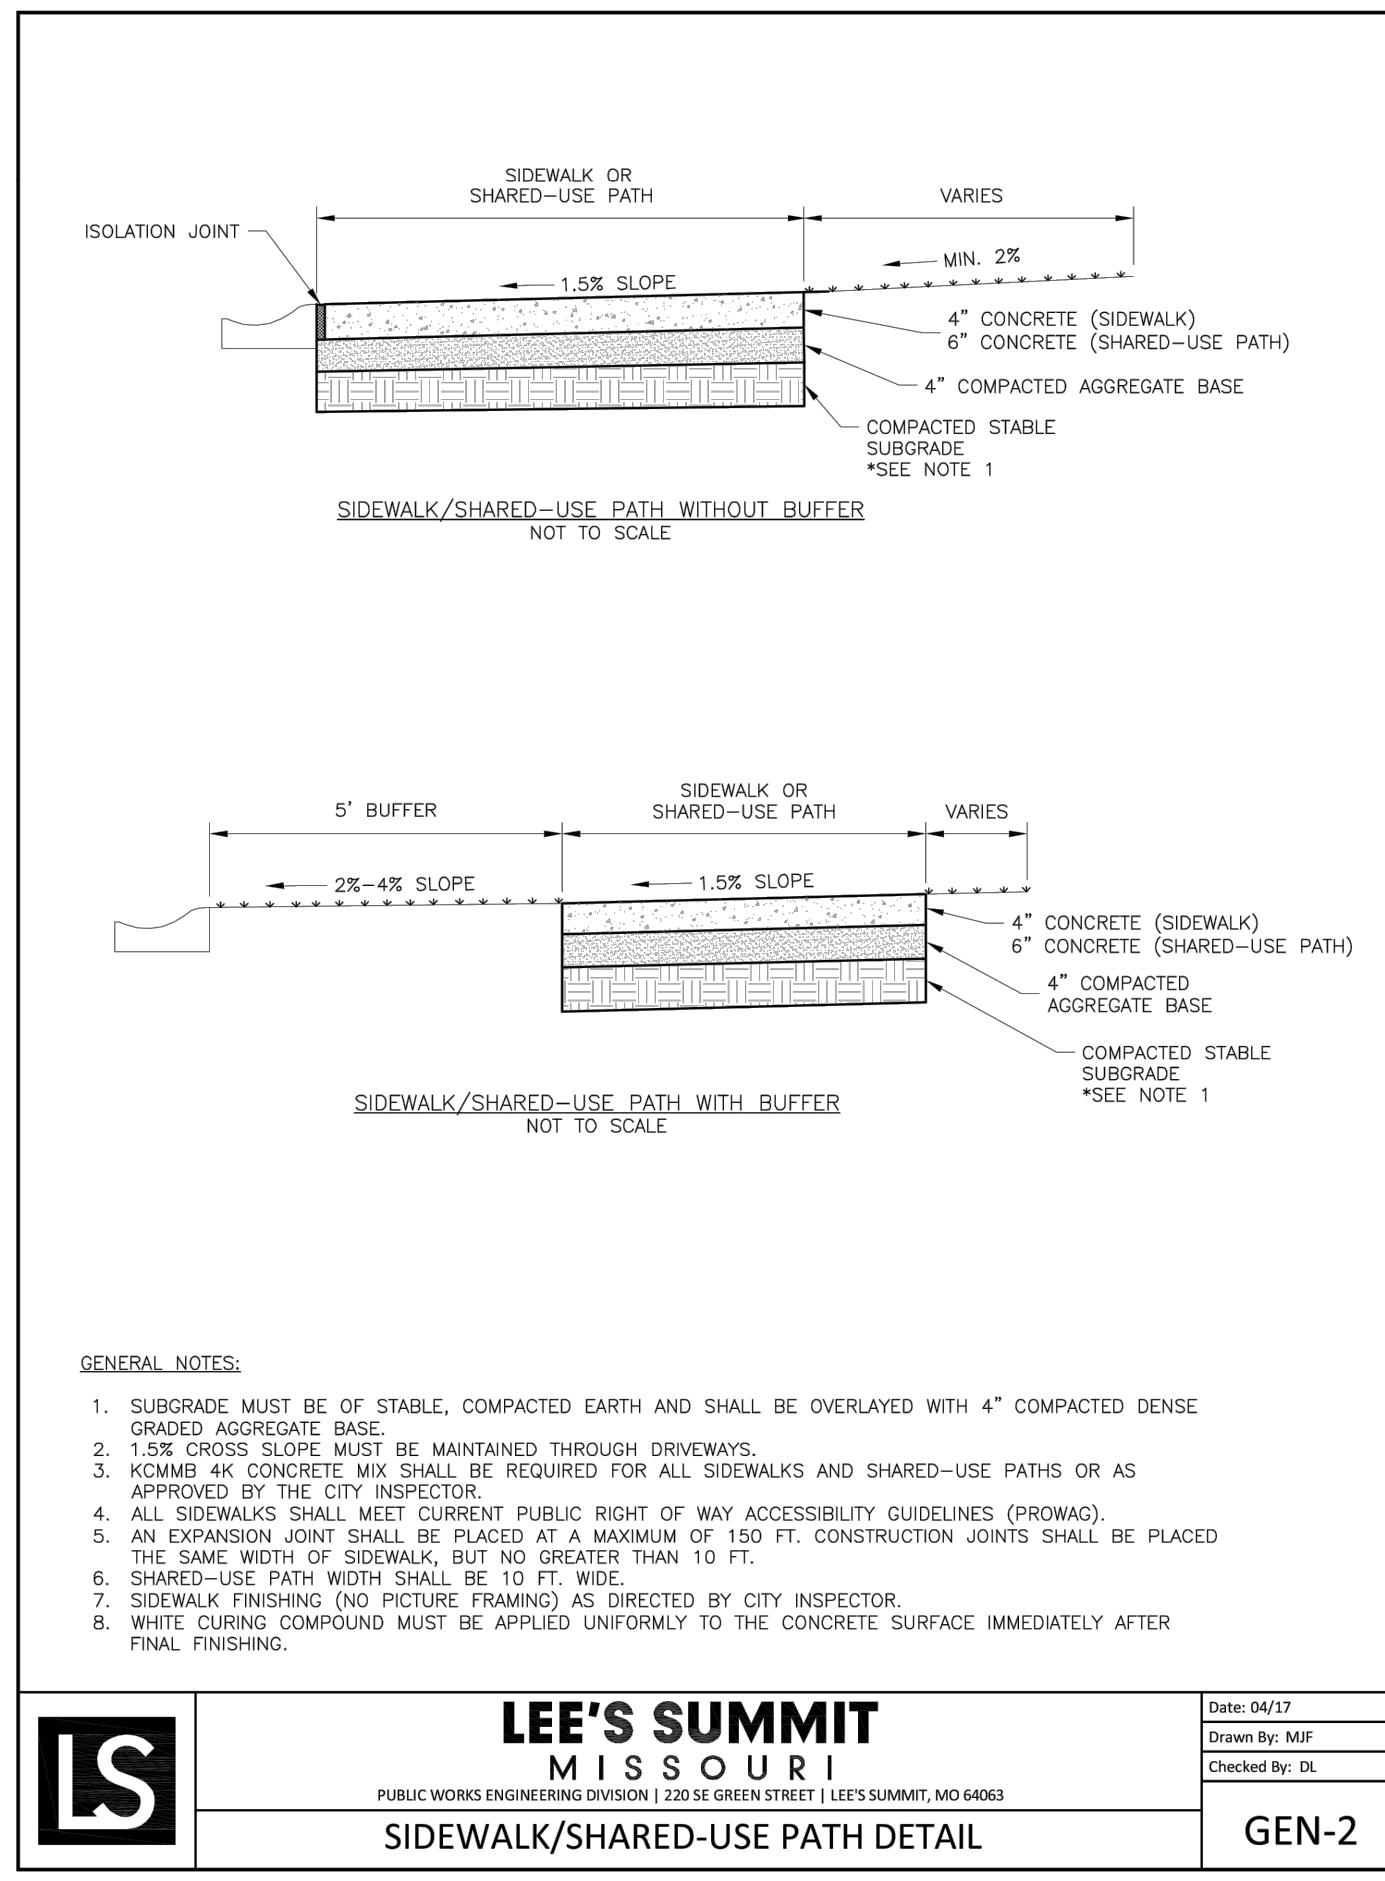 SIDEWALK OR
SHARED-USE PATH
VARIES
ISOLATION JOINT
MIN. 2%
1.5% SLOPE
4" CONCRETE (SIDEWALK)
6" CONCRETE (SHARED-USE PATH)
4" COMPACTED AGGREGATE BASE
COMPACTED STABLE
SUBGRADE
*SEE NOTE 1
SIDEWALK/SHARED-USE PATH WITHOUT BUFFER
NOT TO SCALE
5' BUFFER
SIDEWALK OR
SHARED-USE PATH
VARIES
2%-4% SLOPE
1.5% SLOPE
4" CONCRETE (SIDEWALK)
6" CONCRETE (SHARED-USE PATH)
4" COMPACTED
AGGREGATE BASE
COMPACTED STABLE
SUBGRADE
*SEE NOTE 1
SIDEWALK/SHARED-USE PATH WITH BUFFER
NOT TO SCALE
GENERAL NOTES:
1. SUBGRADE MUST BE OF STABLE, COMPACTED EARTH AND SHALL BE OVERLAYED WITH 4" COMPACTED DENSE
GRADED AGGREGATE BASE.
2. 1.5% CROSS SLOPE MUST BE MAINTAINED THROUGH DRIVEWAYS.
3. KCMMB 4K CONCRETE MIX SHALL BE REQUIRED FOR ALL SIDEWALKS AND SHARED-USE PATHS OR AS
APPROVED BY THE CITY INSPECTOR.
4. ALL SIDEWALKS SHALL MEET CURRENT PUBLIC RIGHT OF WAY ACCESSIBILITY GUIDELINES (PROWAG).
5. AN EXPANSION JOINT SHALL BE PLACED AT A MAXIMUM OF 150 FT. CONSTRUCTION JOINTS SHALL BE PLACED
THE SAME WIDTH OF SIDEWALK, BUT NO GREATER THAN 10 FT.
6. SHARED-USE PATH WIDTH SHALL BE 10 FT. WIDE.
7. SIDEWALK FINISHING (NO PICTURE FRAMING) AS DIRECTED BY CITY INSPECTOR.
8. WHITE CURING COMPOUND MUST BE APPLIED UNIFORMLY TO THE CONCRETE SURFACE IMMEDIATELY AFTER
FINAL FINISHING.
LS
LEE'S SUMMIT
MISSOURI
PUBLIC WORKS ENGINEERING DIVISION | 220 SE GREEN STREET | LEE'S SUMMIT, MO 64063
SIDEWALK/SHARED-USE PATH DETAIL
Date: 04/17
Drawn By: MJF
Checked By: DL
GEN-2